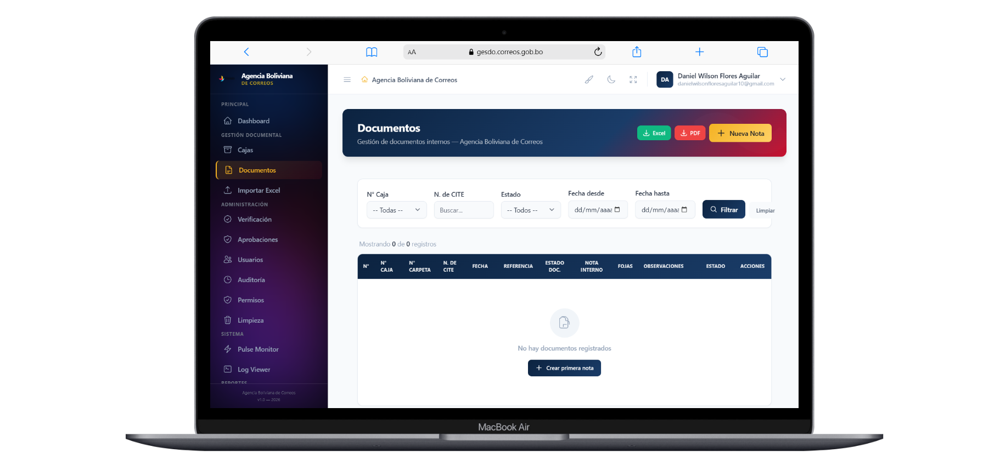 AA
gesdo.correos.gob.bo
Agencia Boliviana
DE CORREOS
PRINCIPAL
Dashboard
GESTIÓN DOCUMENTAL
Cajas
Documentos
Importar Excel
ADMINISTRACIÓN
Verificación
Aprobaciones
Usuarios
Auditoría
Permisos
Limpieza
SISTEMA
Pulse Monitor
Log Viewer
REPORTES
Agencia Boliviana de Correos
v1.0 — 2026
Agencia Boliviana de Correos
DA
Daniel Wilson Flores Aguilar
danielwilsonfloresaguilar10@gmail.com
Documentos
Gestión de documentos internos — Agencia Boliviana de Correos
Excel
PDF
Nueva Nota
N° Caja
N. de CITE
Estado
Fecha desde
Fecha hasta
-- Todas --
Buscar...
-- Todos --
dd/mm/aaaa
dd/mm/aaaa
Filtrar
Limpiar
Mostrando 0 de 0 registros
N° N° CAJA N° CARPETA N. DE CITE FECHA REFERENCIA ESTADO DOC. NOTA INTERNO FOJAS OBSERVACIONES ESTADO ACCIONES
No hay documentos registrados
Crear primera nota
MacBook Air